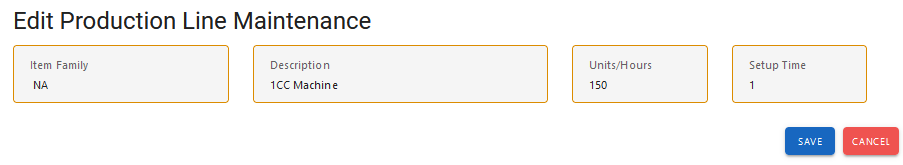 Edit Production Line Maintenance
Item Family
NA
Description
1CC Machine
Units/Hours
150
Setup Time
1
SAVE
CANCEL